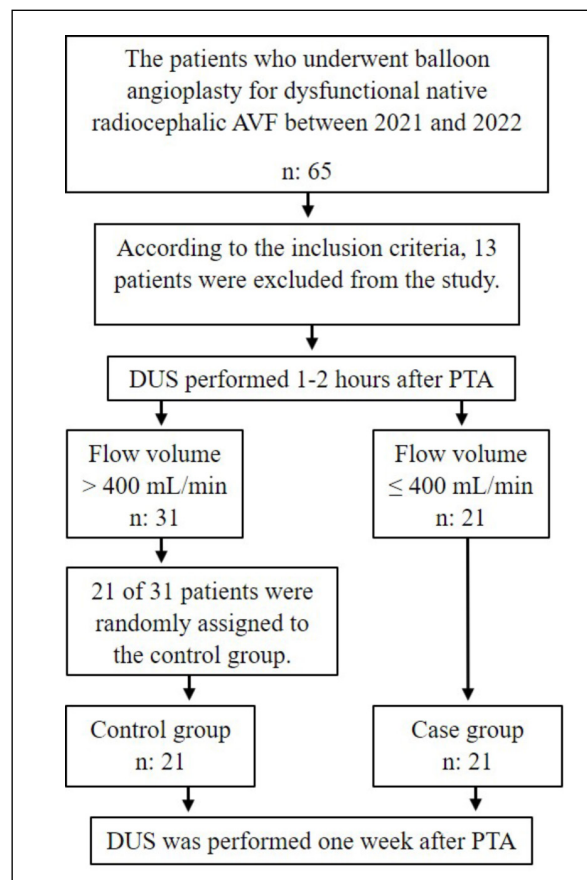 The patients who underwent balloon
angioplasty for dysfunctional native
radiocephalic AVF between 2021 and 2022
n: 65
According to the inclusion criteria, 13
patients were excluded from the study.
DUS performed 1-2 hours after PTA
Flow volume
> 400 mL/min
n: 31
Flow volume
≤ 400 mL/min
n: 21
21 of 31 patients were
randomly assigned to
the control group.
Control group
n: 21
Case group
n: 21
DUS was performed one week after PTA